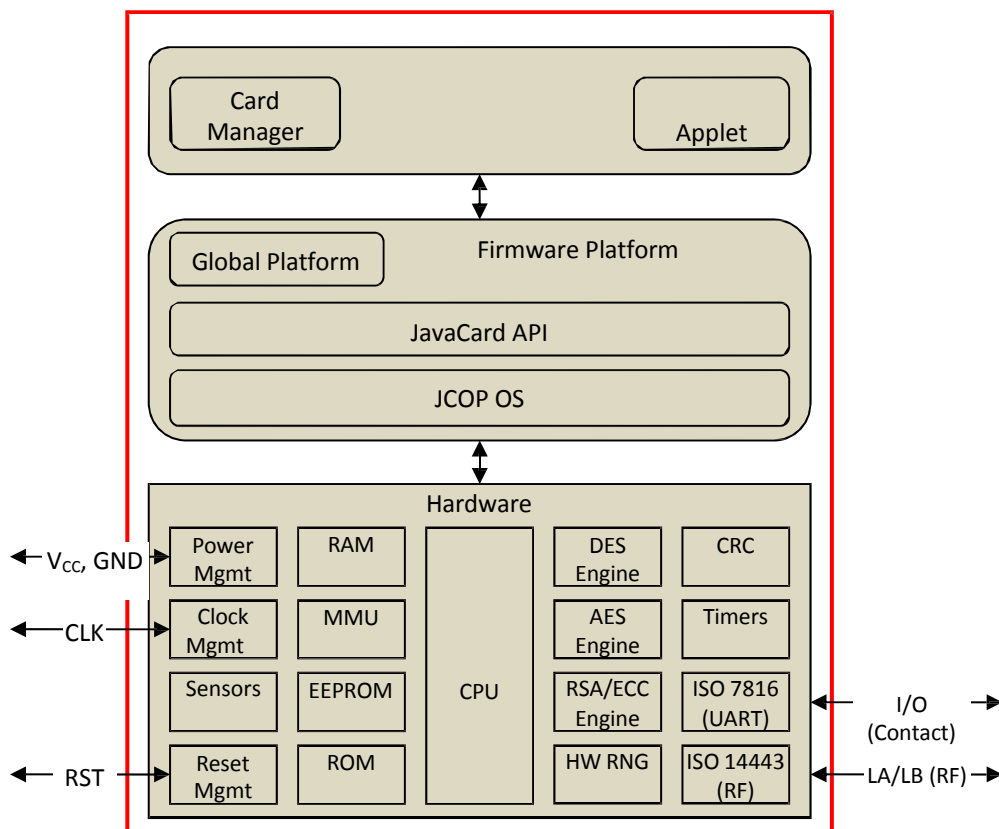 Card
Manager
Applet
Global Platform
Firmware Platform
JavaCard API
JCOP OS
Hardware
Power
Mgmt
RAM
DES
Engine
CRC
VCC, GND
Clock
Mgmt
MMU
CPU
AES
Engine
Timers
CLK
Sensors
EEPROM
RSA/ECC
Engine
ISO 7816
(UART)
I/O
(Contact)
RST
Reset
Mgmt
ROM
HW RNG
ISO 14443
(RF)
LA/LB (RF)